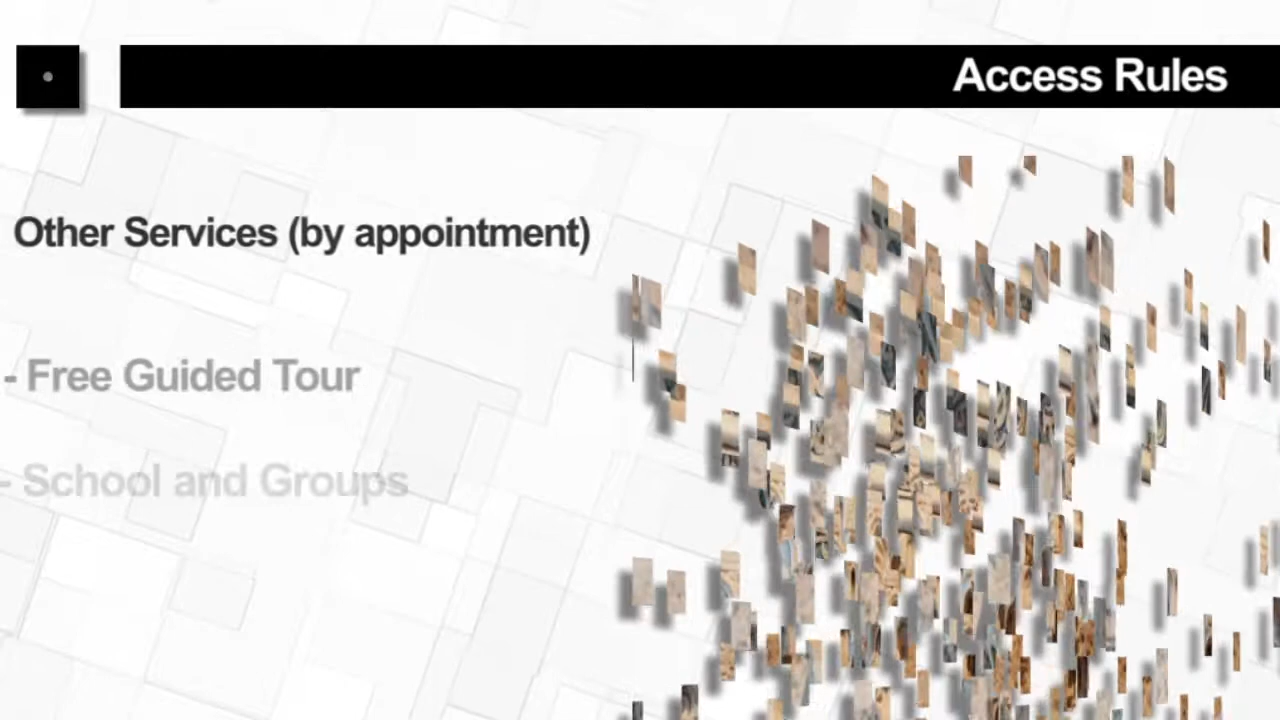 Access Rules
Other Services (by appointment)
- Free Guided Tour
- School and Groups